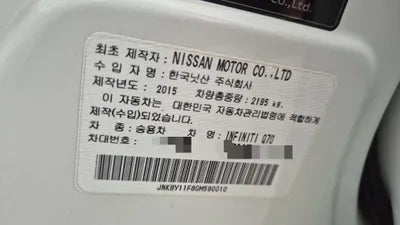 Co.,Ltd.
최초 제작자 : NISSAN MOTOR CO.,LTD
수 입 자 명 : 한국닛산 주식회사
제작년도 : 2015 차량총중량 : 2195 kg.
이 자동차는 대한민국 자동차관리법령에 적합하게
제작(수입)되었습니다.
차 종 : 승용차 차 명 : INFINITI Q70
차대번호 :
JNKBY11F8GM590010